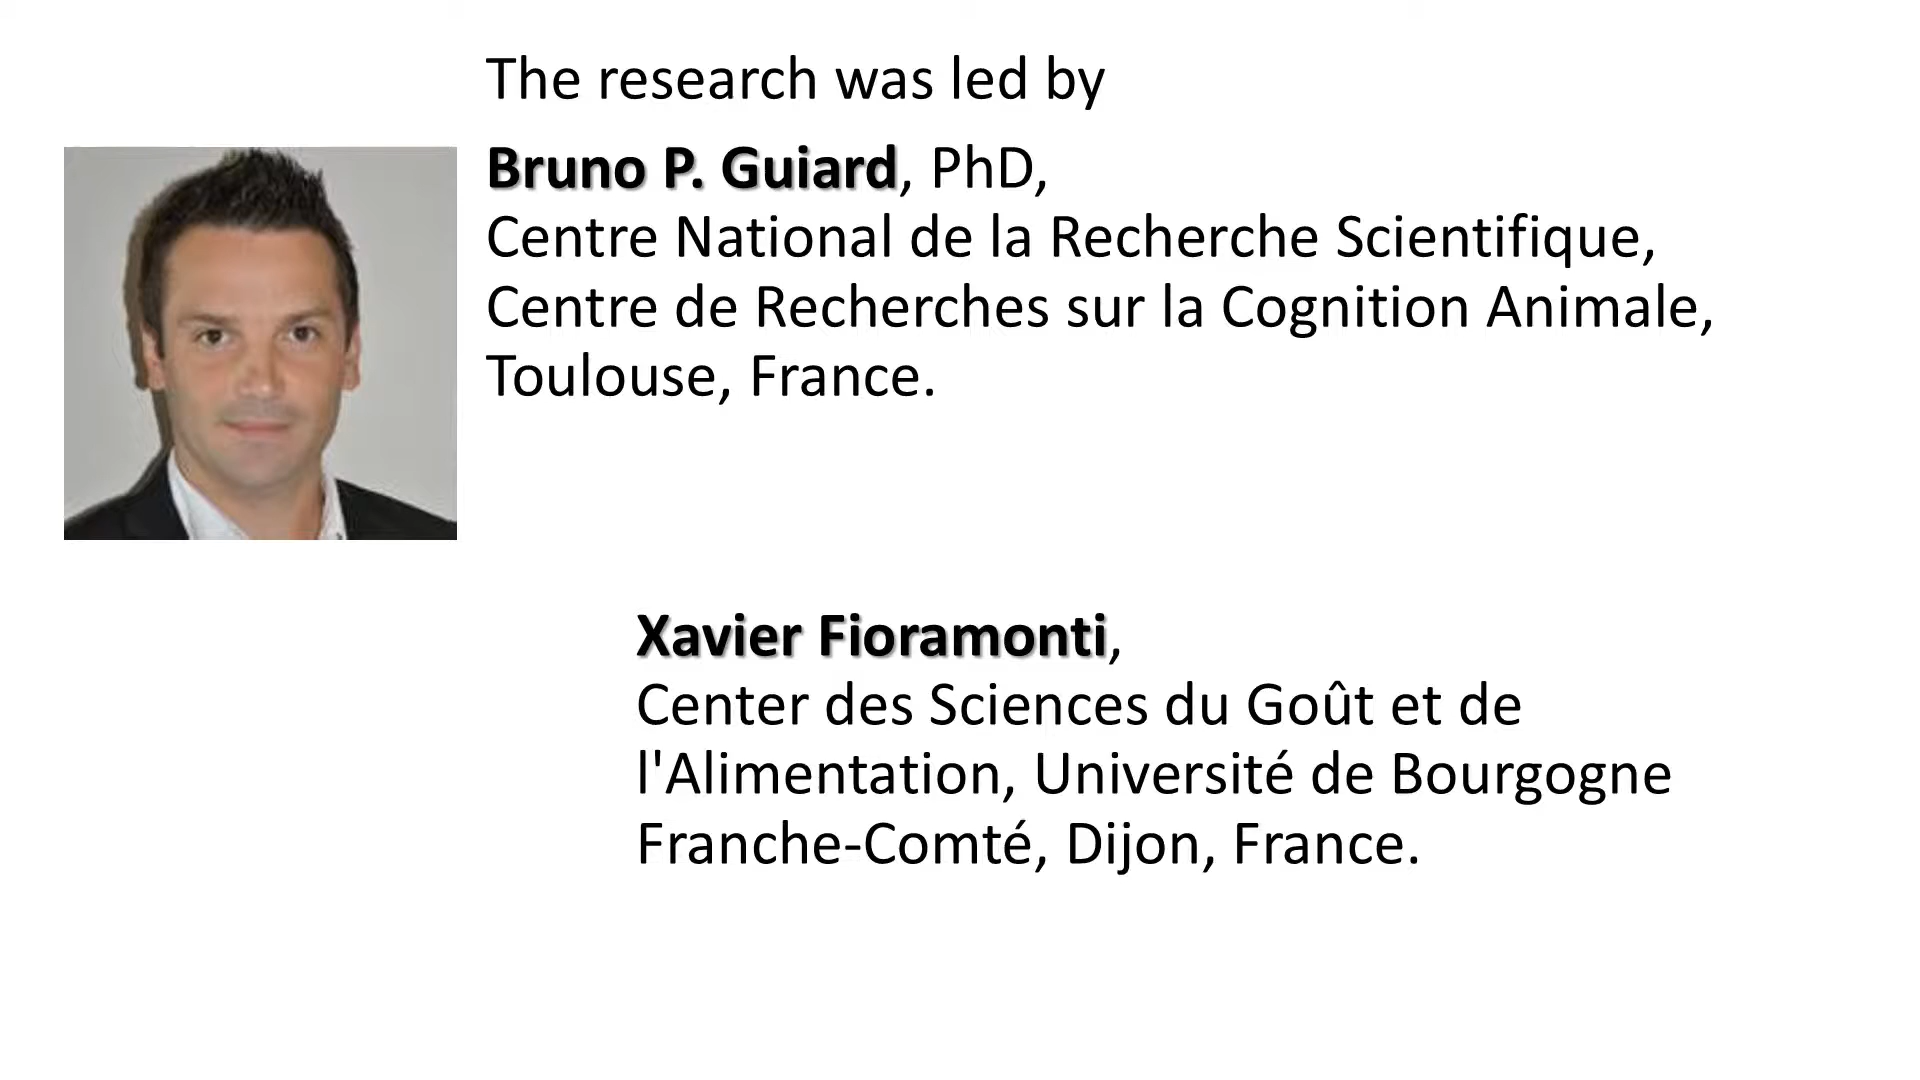 The research was led by
Bruno P. Guiard, PhD,
Centre National de la Recherche Scientifique,
Centre de Recherches sur la Cognition Animale,
Toulouse, France.
Xavier Fioramonti,
Center des Sciences du Goût et de
l'Alimentation, Université de Bourgogne
Franche-Comté, Dijon, France.